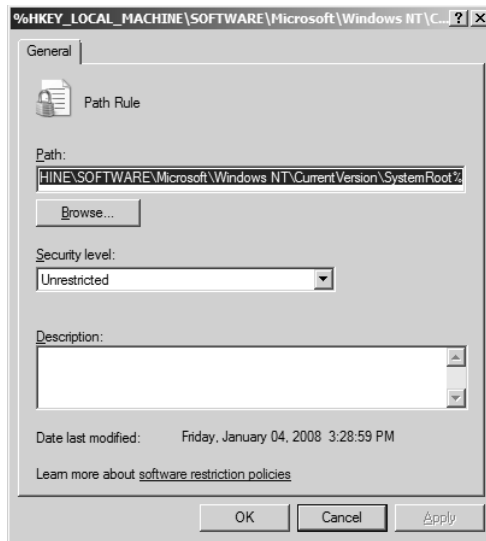 %HKEY_LOCAL_MACHINE\SOFTWARE\Microsoft\Windows NT\C... ? X
General
Path Rule
Path:
HINE\SOFTWARE\Microsoft\Windows NT\CurrentVersion\SystemRoot%
Browse...
Security level:
Unrestricted
Description:
Date last modified: Friday, January 04, 2008 3:28:59 PM
Learn more about software restriction policies
OK Cancel Apply